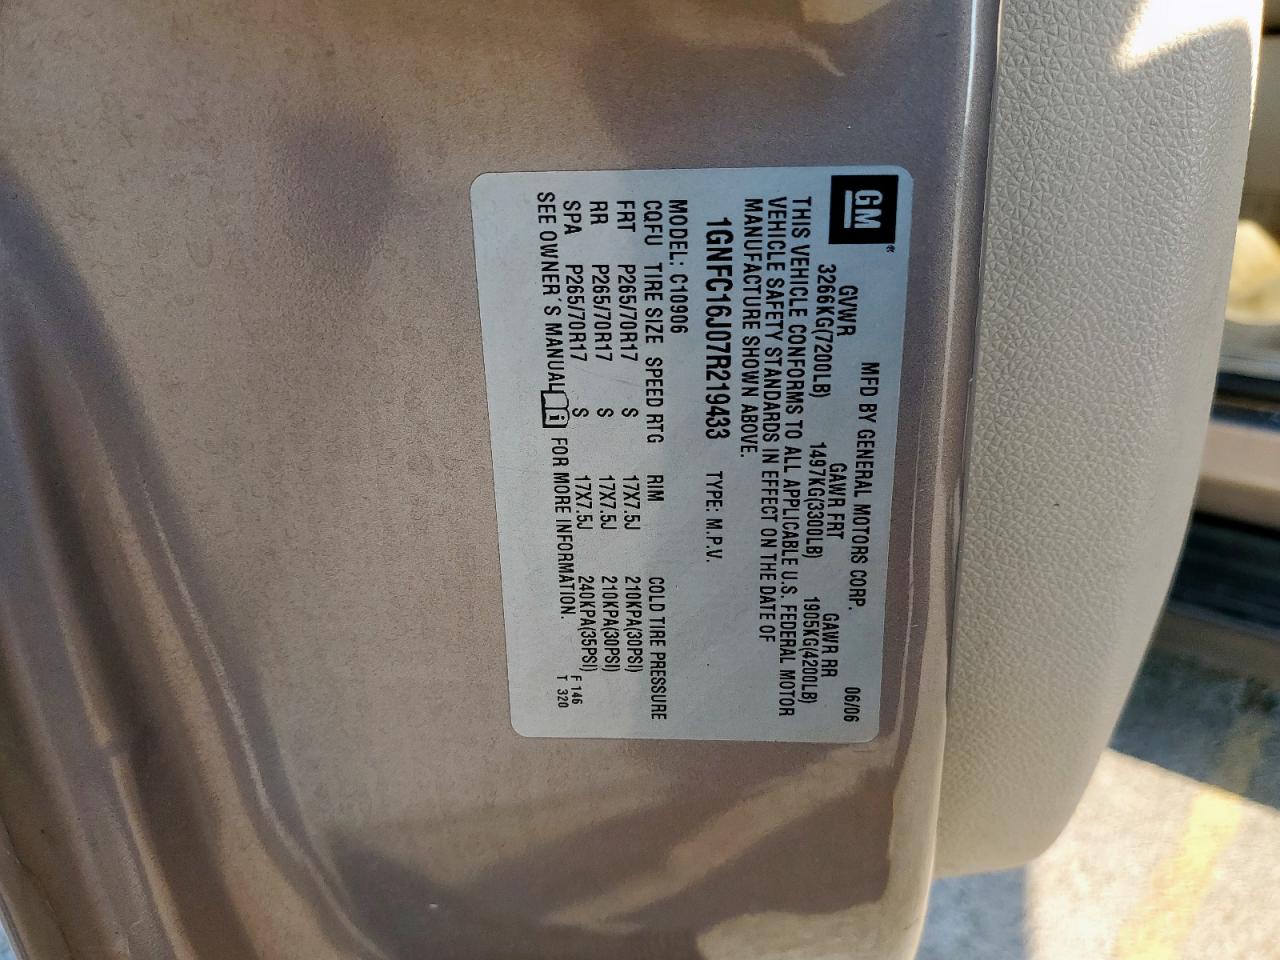 GM® MFD BY GENERAL MOTORS CORP. 06/06
GVWR GAWR FRT GAWR RR
3266KG(7200LB) 1497KG(3300LB) 1905KG(4200LB)
THIS VEHICLE CONFORMS TO ALL APPLICABLE U.S. FEDERAL MOTOR
VEHICLE SAFETY STANDARDS IN EFFECT ON THE DATE OF
MANUFACTURE SHOWN ABOVE.
1GNFC16J07R219433 TYPE: M.P.V.
MODEL: C10906
CQFU TIRE SIZE SPEED RTG RIM COLD TIRE PRESSURE
FRT P265/70R17 S 17X7.5J 210KPA(30PSI)
RR P265/70R17 S 17X7.5J 210KPA(30PSI)
SPA P265/70R17 S 17X7.5J 240KPA(35PSI)
SEE OWNER'S MANUAL i FOR MORE INFORMATION.
F 146
T 320